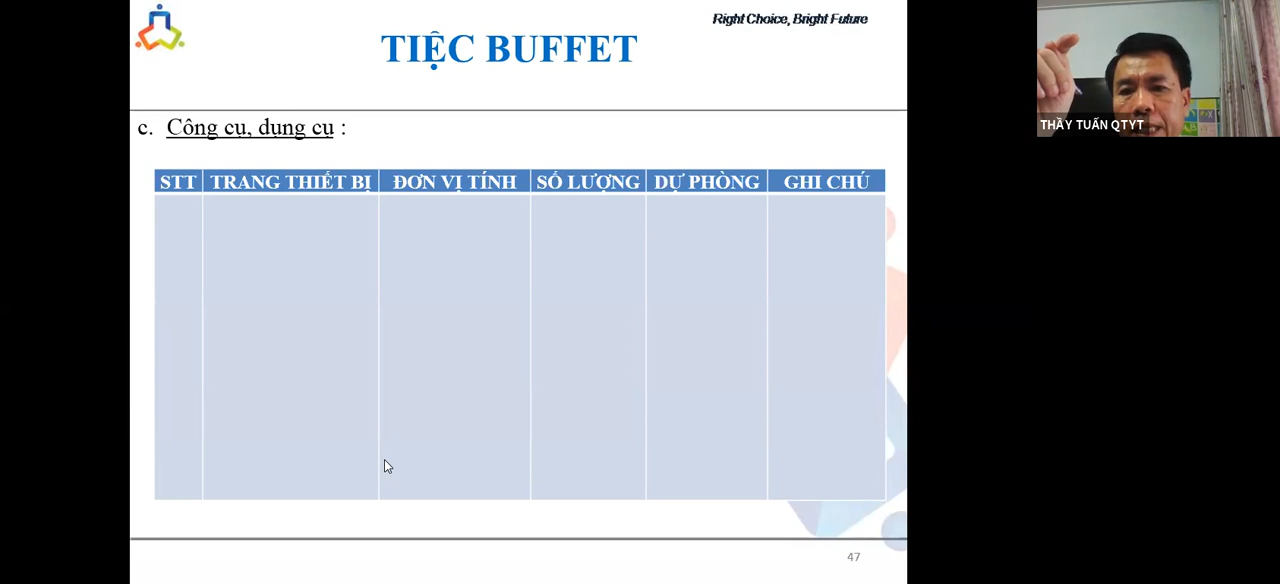 Right Choice, Bright Future
TIỆC BUFFET
c. Công cụ, dụng cụ :
STT TRANG THIẾT BỊ ĐƠN VỊ TÍNH SỐ LƯỢNG DỰ PHÒNG GHI CHÚ
47
THẦY TUẤN QTYT